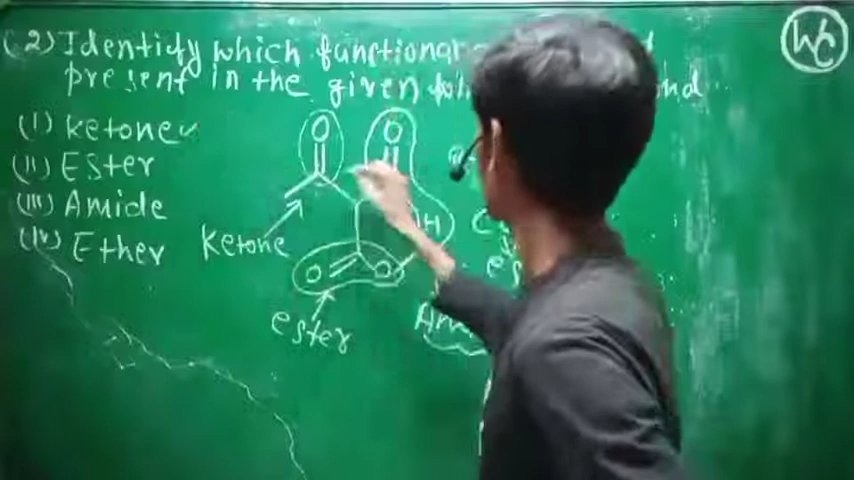 (2) Identify which functional
present in the given
(i) Ketone
(ii) Ester
(iii) Amide
(iv) Ether
O O
H
Ketone
O O
ester
WC